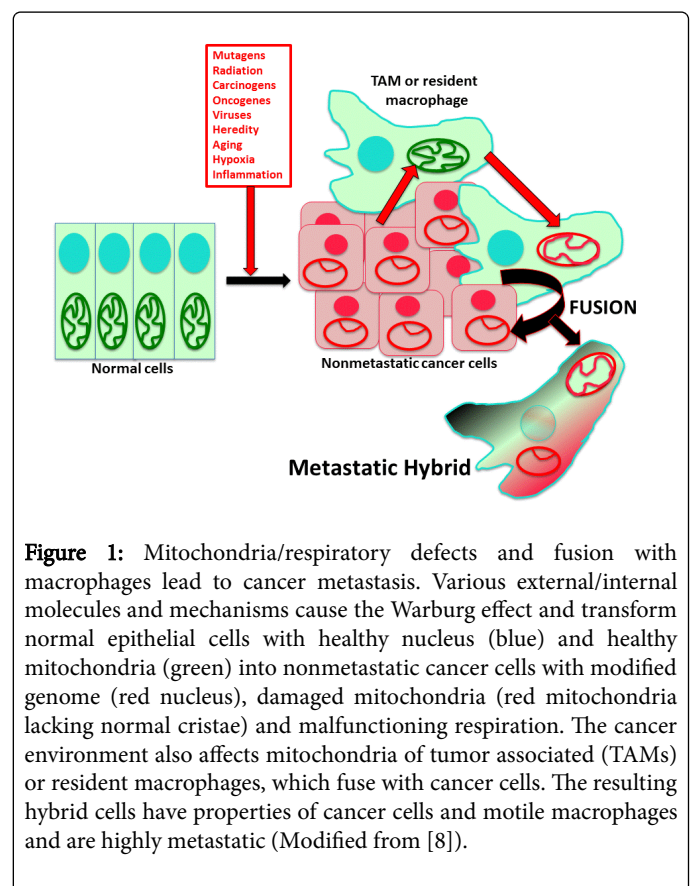 Mutagens
Radiation
Carcinogens
Oncogenes
Viruses
Heredity
Aging
Hypoxia
Inflammation
TAM or resident
macrophage
FUSION
Normal cells
Nonmetastatic cancer cells
Metastatic Hybrid
Figure 1: Mitochondria/respiratory defects and fusion with
macrophages lead to cancer metastasis. Various external/internal
molecules and mechanisms cause the Warburg effect and transform
normal epithelial cells with healthy nucleus (blue) and healthy
mitochondria (green) into nonmetastatic cancer cells with modified
genome (red nucleus), damaged mitochondria (red mitochondria
lacking normal cristae) and malfunctioning respiration. The cancer
environment also affects mitochondria of tumor associated (TAMs)
or resident macrophages, which fuse with cancer cells. The resulting
hybrid cells have properties of cancer cells and motile macrophages
and are highly metastatic (Modified from [8]).